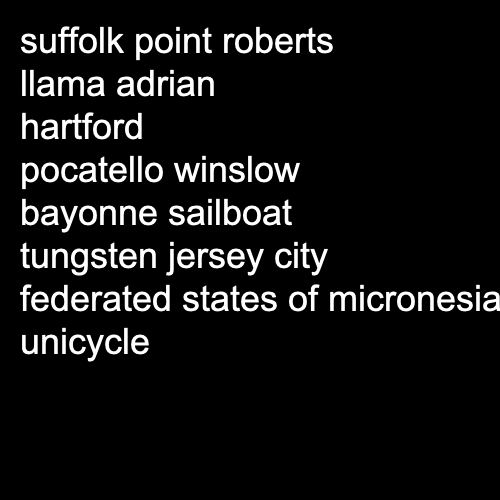 suffolk point roberts
llama adrian
hartford
pocatello winslow
bayonne sailboat
tungsten jersey city
federated states of micronesia
unicycle